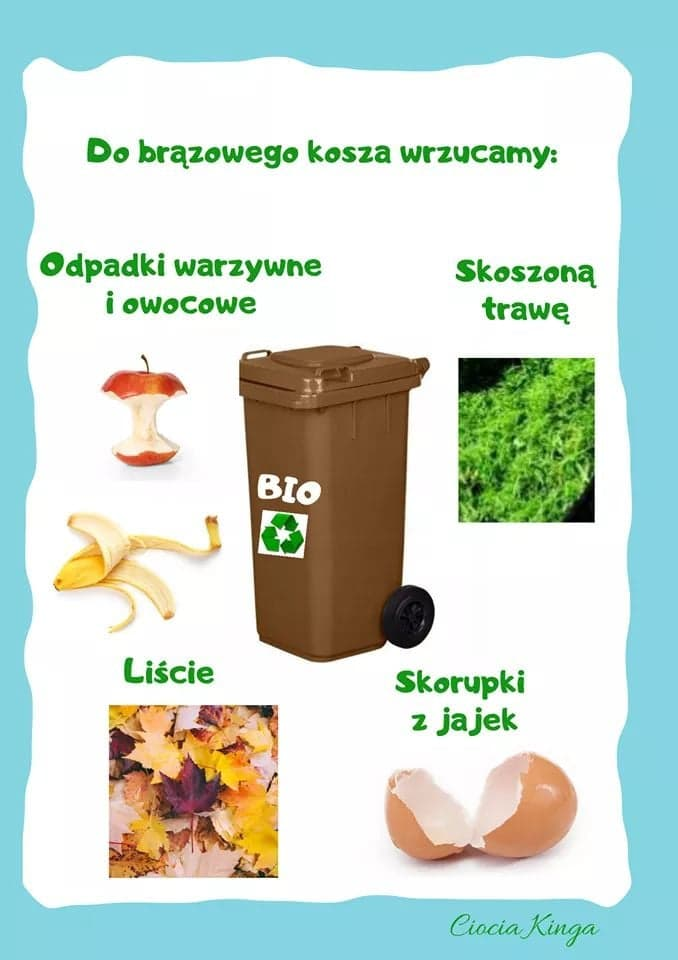 Do brązowego kosza wrzucamy:
Odpadki warzywne
i owocowe
Skoszoną
trawę
BIO
Liście
Skorupki
z jajek
Ciocia Kinga